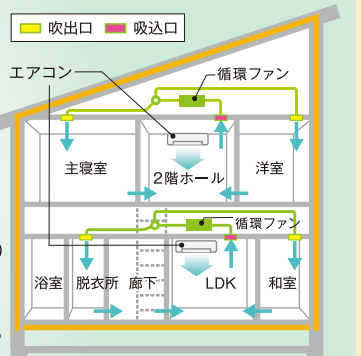 吹出口 吸込口
エアコン
循環ファン
主寝室
2階ホール
洋室
循環ファン
浴室
脱衣所
廊下
LDK
和室